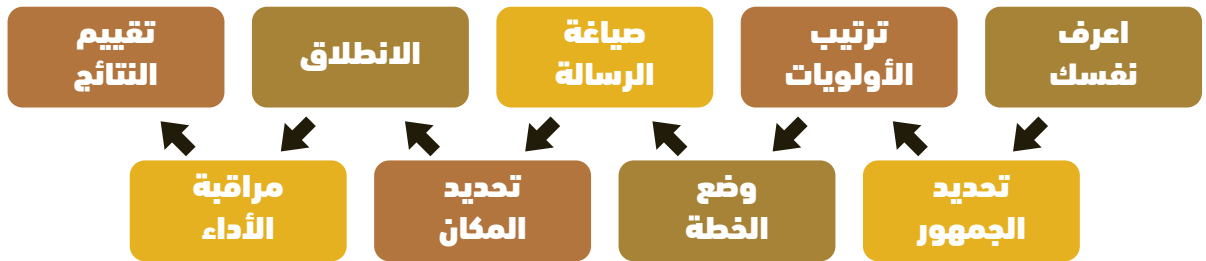 اعرف
نفسك
تحديد
الجمهور
ترتيب
الأولويات
وضع
الخطة
صياغة
الرسالة
تحديد
المكان
الانطلاق
مراقبة
الأداء
تقييم
النتائج